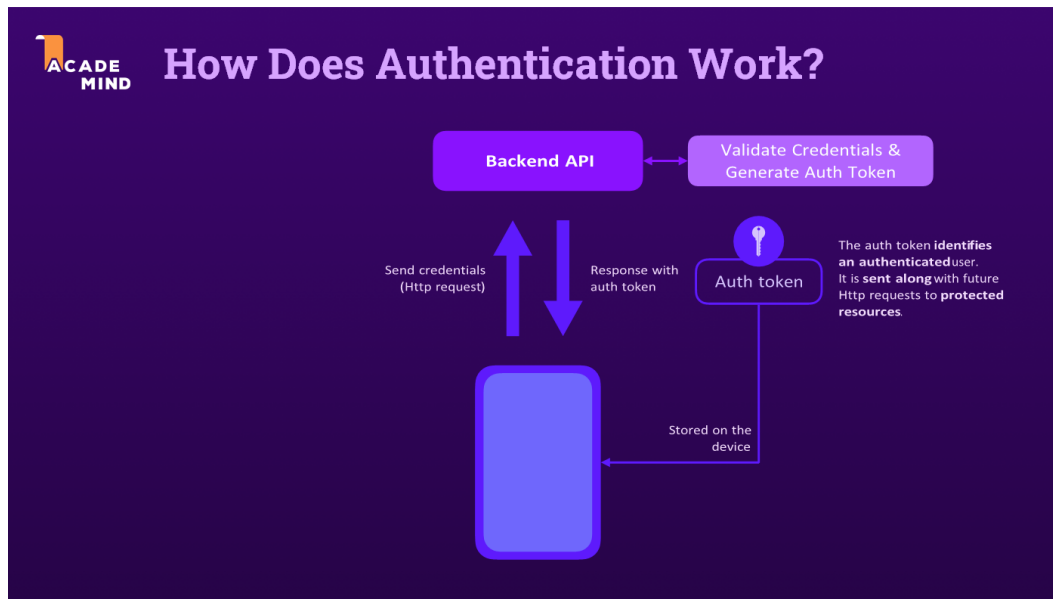 ACADE
MIND
How Does Authentication Work?
Backend API
Validate Credentials &
Generate Auth Token
Send credentials
(Http request)
Response with
auth token
Auth token
The auth token identifies
an authenticated user.
It is sent along with future
Http requests to protected
resources.
Stored on the
device